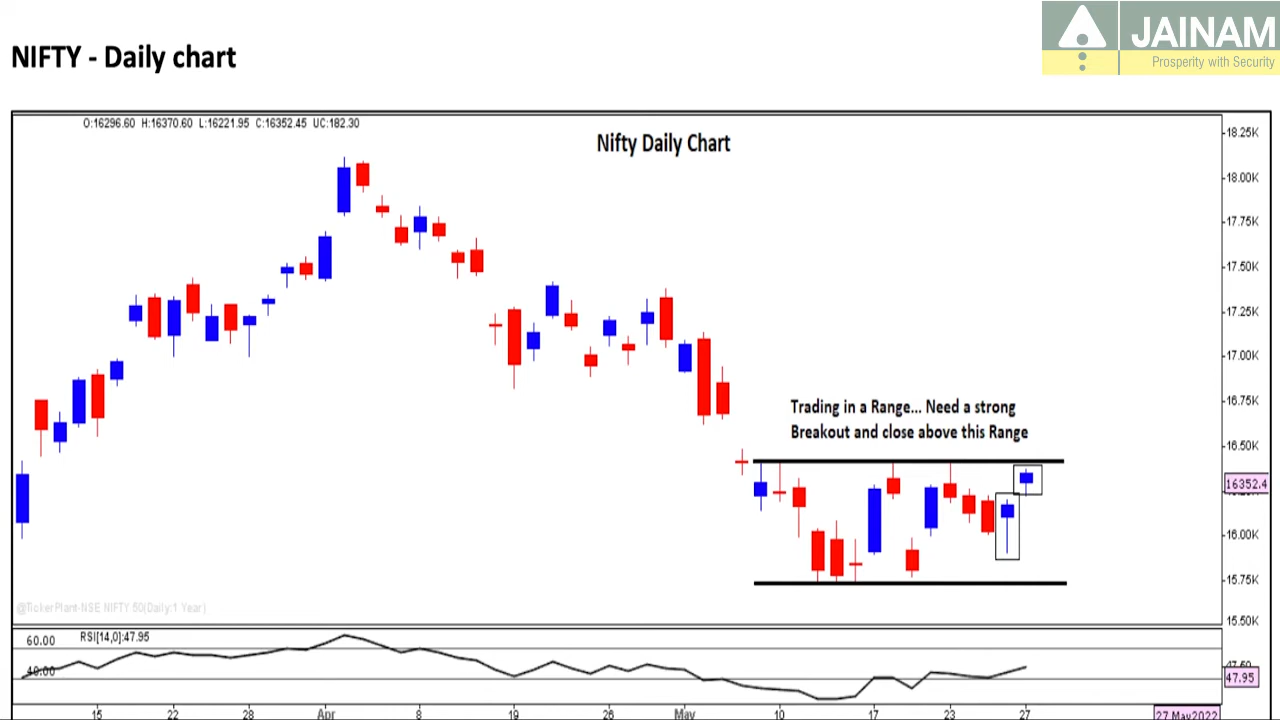 JAINAM
Prosperity with Security
NIFTY - Daily chart
O:16296.60 H:16370.60 L:16221.95 C:16352.45 UC:182.30
Nifty Daily Chart
18.25K
18.00K
17.75K
17.50K
17.25K
17.00K
16.75K
Trading in a Range... Need a strong
Breakout and close above this Range
16.50K
16352.4
16.00K
15.75K
@TickerPlant-NSE NIFTY 50(Daily:1 Year)
15.50K
60.00
RSI[14,0]:47.95
40.00
47.95
15 22 28 Apr 8 19 26 May 10 17 23 27
27 May2022